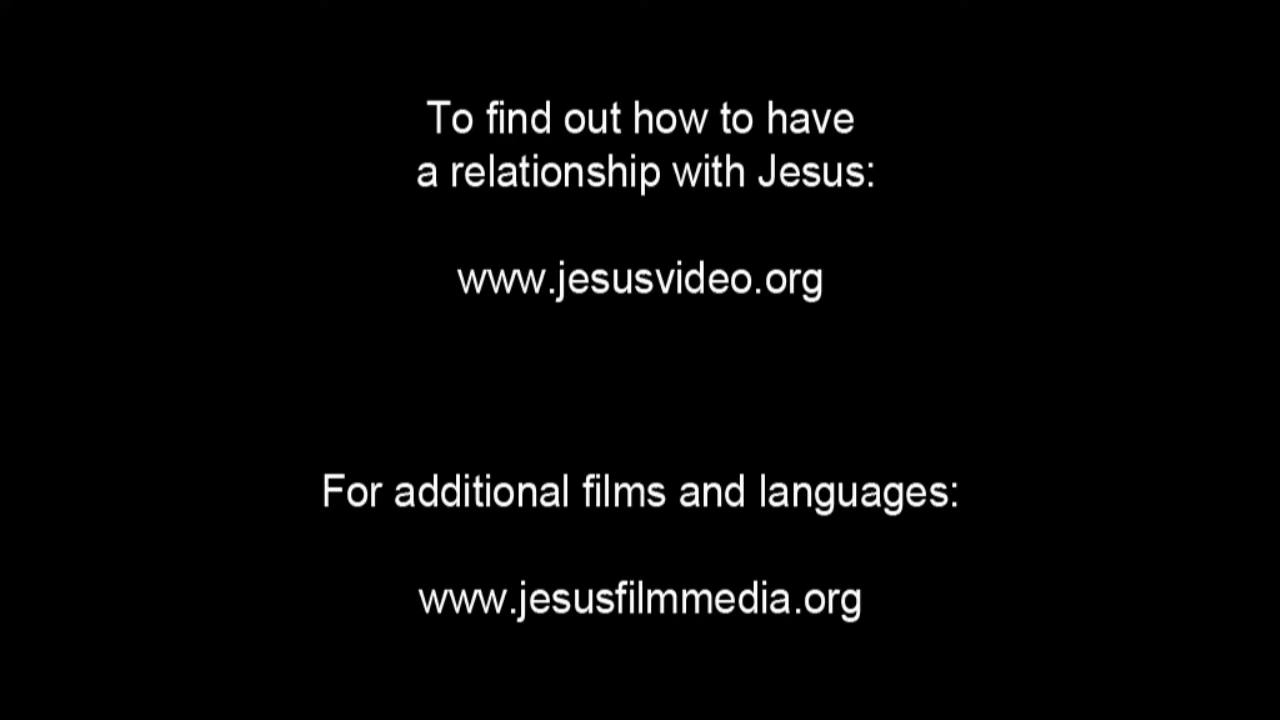 To find out how to have
a relationship with Jesus:
www.jesusvideo.org
For additional films and languages:
www.jesusfilmmedia.org